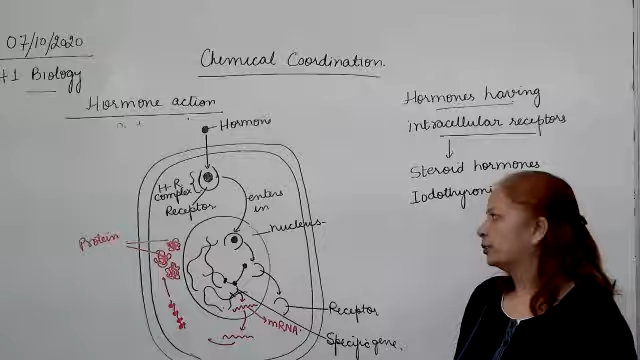 07/10/2020
+1 Biology
Chemical Coordination
Hormone action
Hormone
H-R complex
Receptor
enters in
nucleus
Protein
mRNA
Receptor
Specific gene
Hormones having
intracellular receptors
Steroid hormones